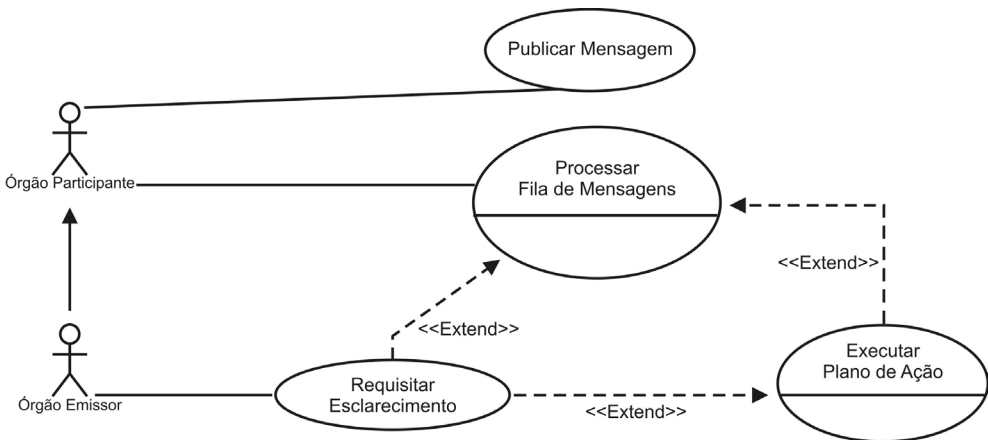 Publicar Mensagem
Processar
Fila de Mensagens
Órgão Participante
<<Extend>>
<<Extend>>
Órgão Emissor
Requisitar
Esclarecimento
<<Extend>>
Executar
Plano de Ação